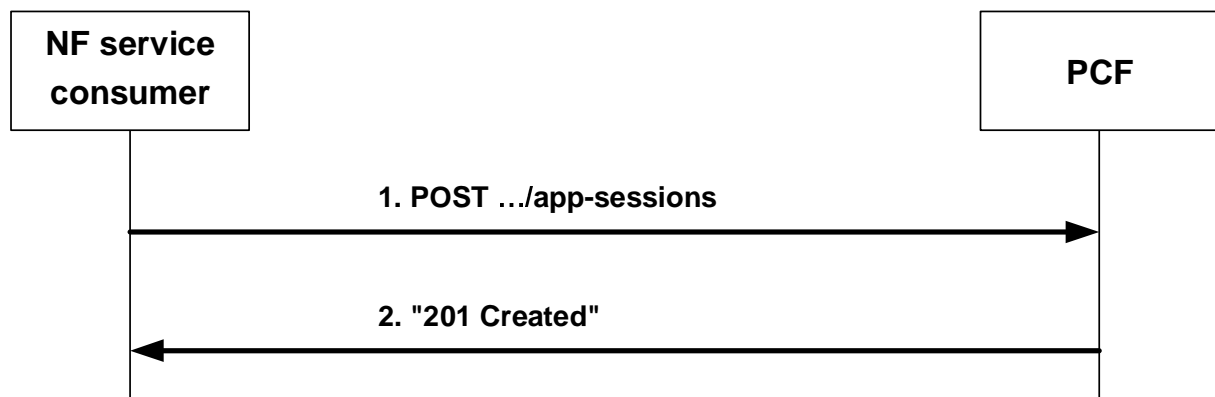 NF service
consumer
PCF
1. POST …/app-sessions
2. "201 Created"